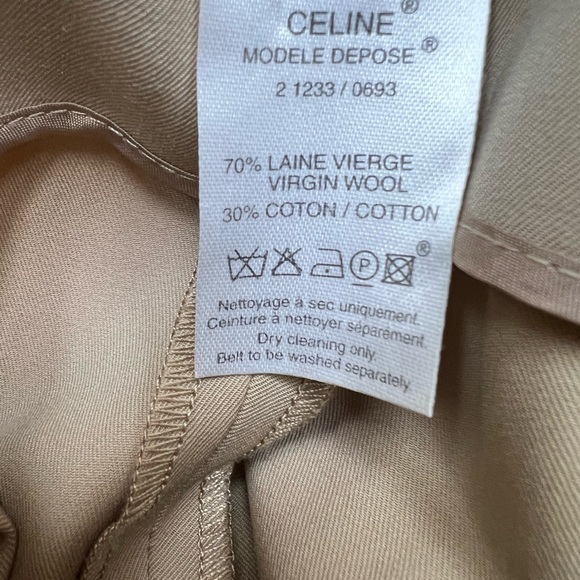 CELINE®
MODELE DEPOSE®
2 1233 / 0693
70% LAINE VIERGE
VIRGIN WOOL
30% COTON / COTTON
P ®
Nettoyage à sec uniquement.
Ceinture à nettoyer séparement.
Dry cleaning only.
Belt to be washed separately.